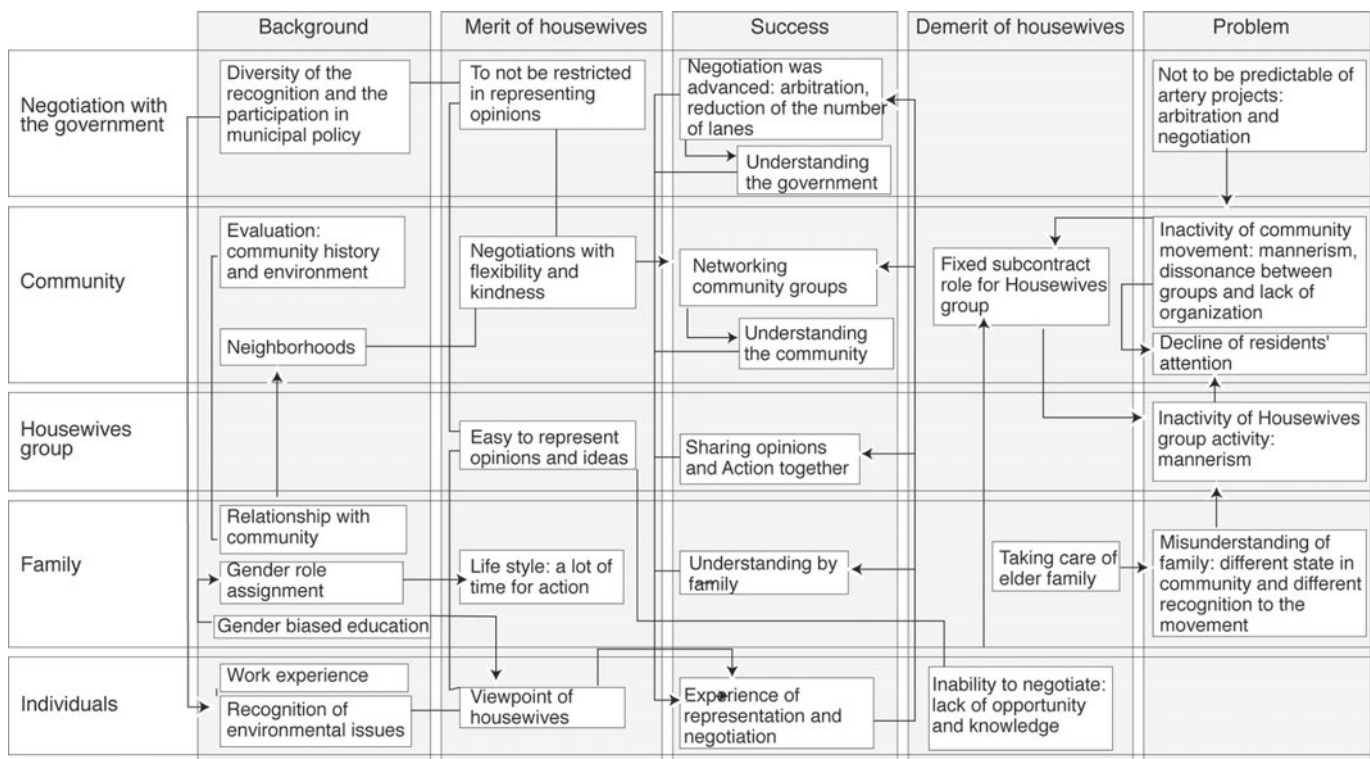 Background
Merit of housewives
Success
Demerit of housewives
Problem
Negotiation with
the government
Diversity of the
recognition and the
participation in
municipal policy
To not be restricted
in representing
opinions
Negotiation was
advanced: arbitration,
reduction of the number
of lanes
Understanding
the government
Not to be predictable of
artery projects:
arbitration and
negotiation
Community
Evaluation:
community history
and environment
Neighborhoods
Negotiations with
flexibility and
kindness
Networking
community groups
Understanding
the community
Fixed subcontract
role for Housewives
group
Inactivity of community
movement: mannerism,
dissonance between
groups and lack of
organization
Decline of residents'
attention
Housewives
group
Easy to represent
opinions and ideas
Sharing opinions
and Action together
Inactivity of Housewives
group activity:
mannerism
Family
Relationship with
community
Gender role
assignment
Gender biased education
Life style: a lot of
time for action
Understanding by
family
Taking care of
elder family
Misunderstanding of
family: different state in
community and different
recognition to the
movement
Individuals
Work experience
Recognition of
environmental issues
Viewpoint of
housewives
Experience of
representation and
negotiation
Inability to negotiate:
lack of opportunity
and knowledge